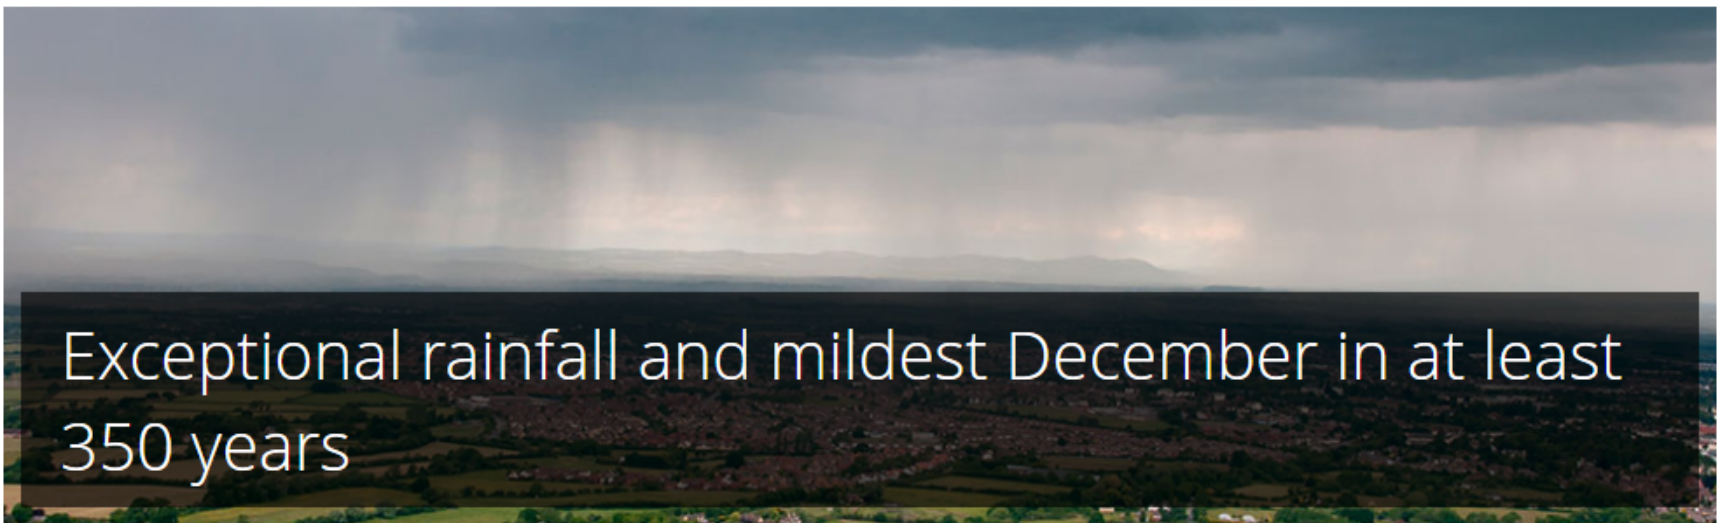 Exceptional rainfall and mildest December in at least
350 years